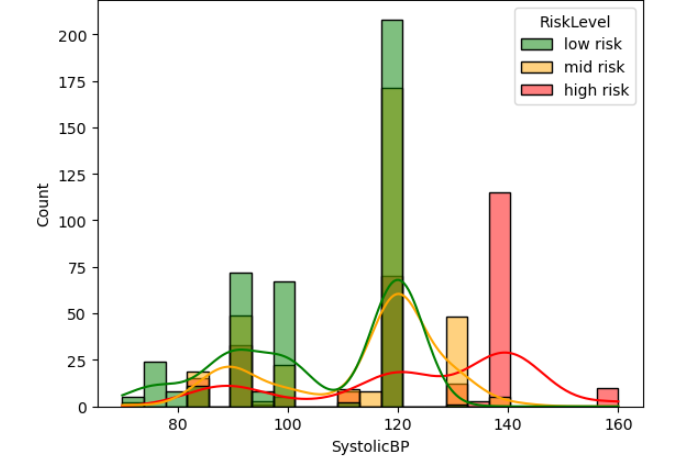 RiskLevel
low risk
mid risk
high risk
200
175
150
125
100
75
50
25
0
Count
80 100 120 140 160
SystolicBP